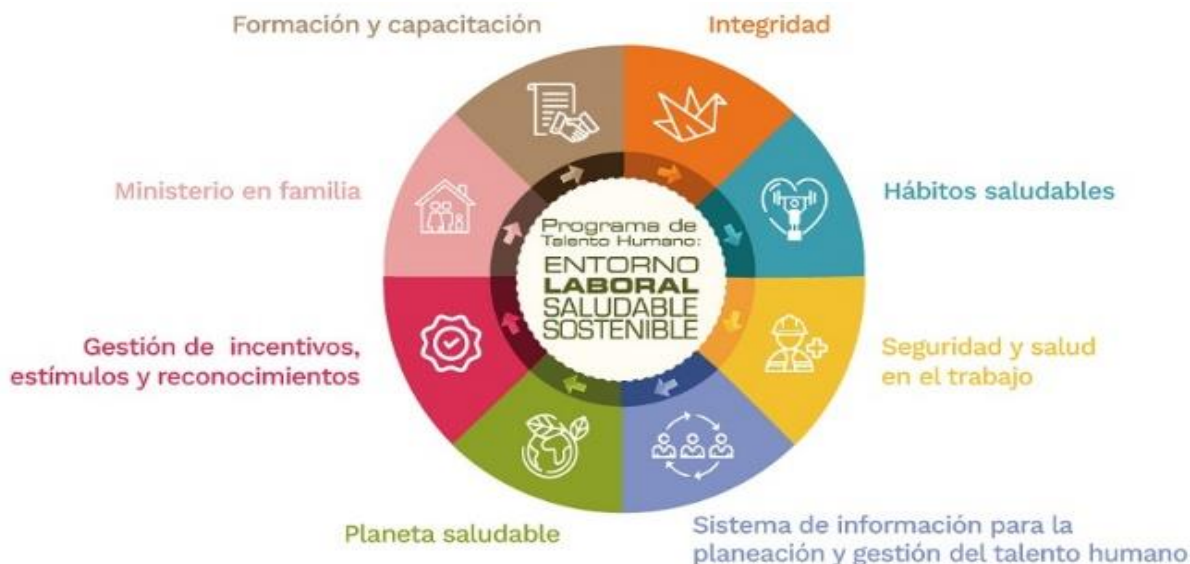 Formación y capacitación
Integridad
Ministerio en familia
Hábitos saludables
Programa de
Talento Humano:
ENTORNO
LABORAL
SALUDABLE
SOSTENIBLE
Gestión de incentivos,
estímulos y reconocimientos
Seguridad y salud
en el trabajo
Planeta saludable
Sistema de información para la
planeación y gestión del talento humano